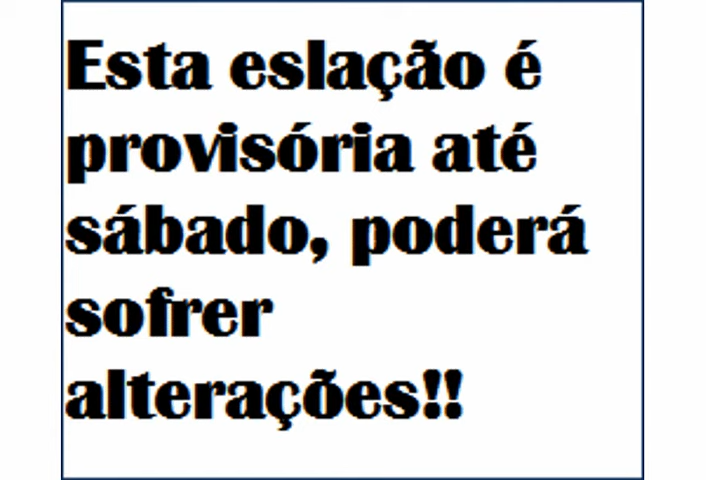 Esta eslação é
provisória até
sábado, poderá
sofrer
alterações!!